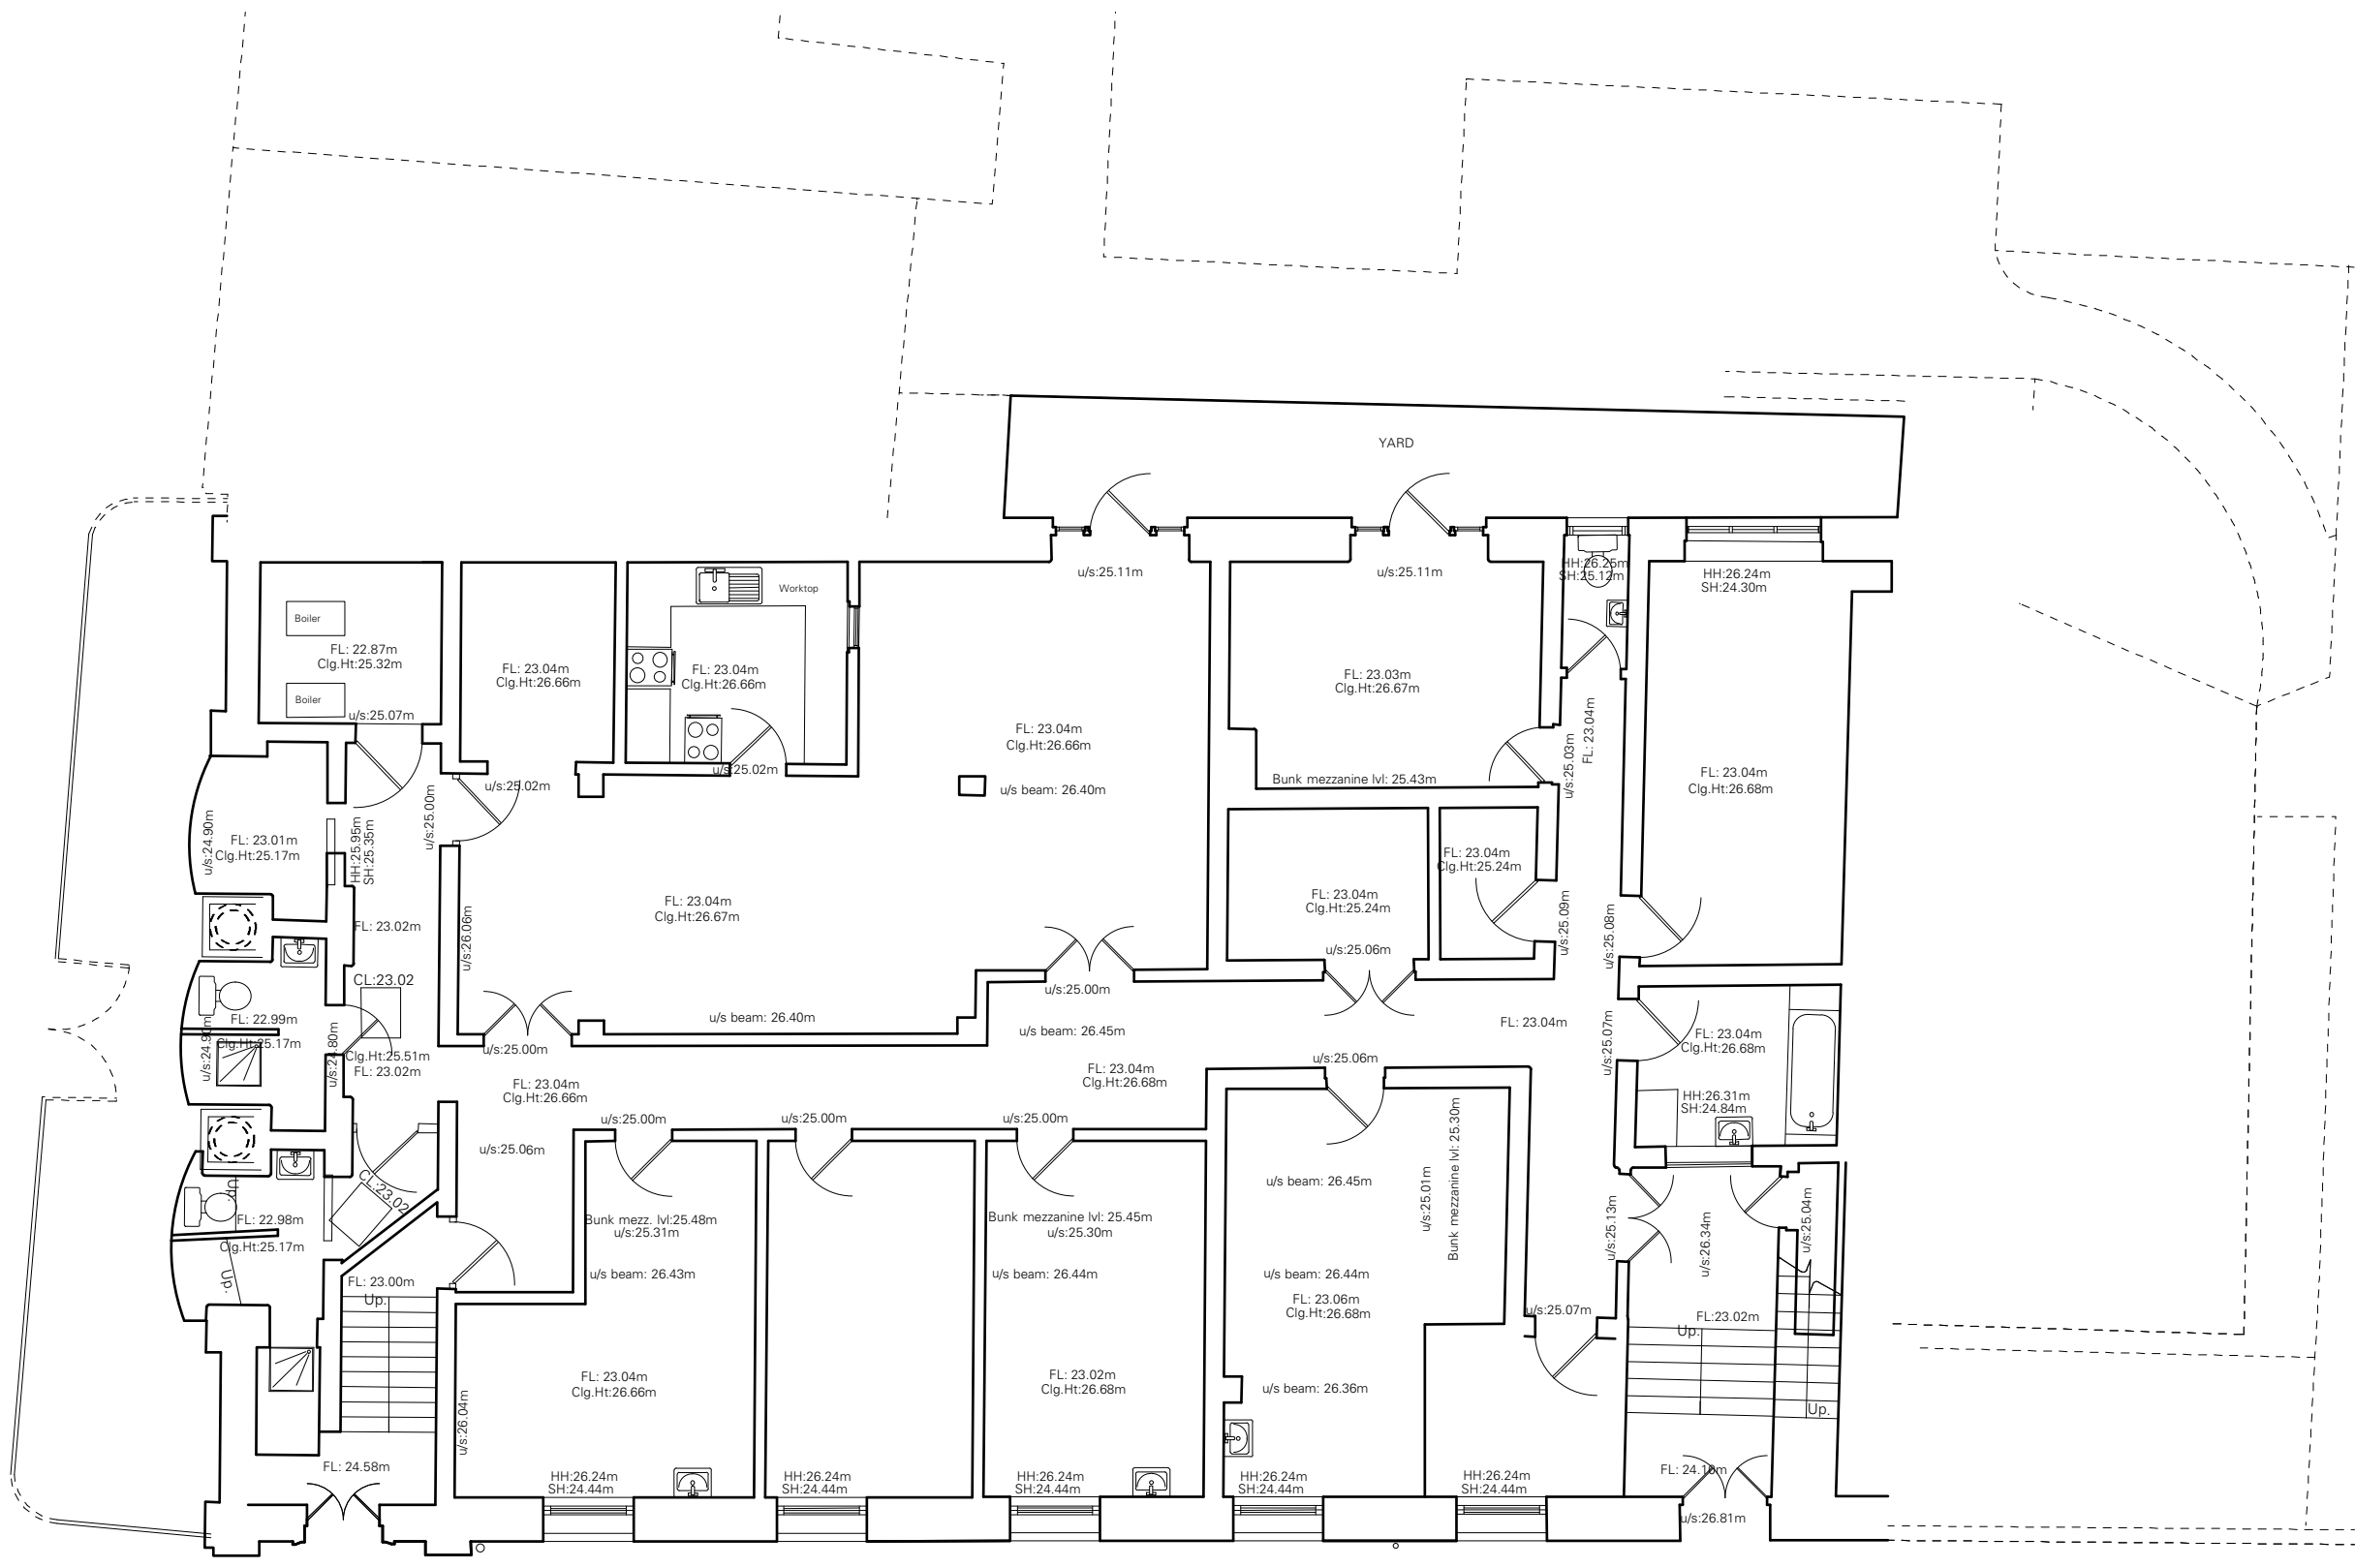 YARD
HH:26.25m
SH:25.12m
u/s:25.11m
u/s:25.11m
HH:26.24m
SH:24.30m
Worktop
Boiler
FL: 22.87m
Clg.Ht:25.32m
Boiler
u/s:25.07m
FL: 23.04m
Clg.Ht:26.66m
FL: 23.04m
Clg.Ht:26.66m
u/s:25.02m
u/s:25.02m
FL: 23.04m
Clg.Ht:26.66m
u/s beam: 26.40m
FL: 23.03m
Clg.Ht:26.67m
Bunk mezzanine lvl: 25.43m
FL: 23.04m
u/s:25.03m
FL: 23.04m
Clg.Ht:26.68m
u/s:25.00m
HH:25.95m
SH:25.35m
u/s:24.90m
FL: 23.01m
Clg.Ht:25.17m
FL: 23.04m
Clg.Ht:25.24m
FL: 23.04m
Clg.Ht:25.24m
u/s:25.06m
u/s:25.09m
u/s:25.08m
FL: 23.04m
Clg.Ht:26.67m
u/s:26.06m
FL: 23.02m
CL:23.02
u/s:25.00m
u/s beam: 26.40m
u/s beam: 26.45m
FL: 23.04m
u/s:25.07m
FL: 23.04m
Clg.Ht:26.68m
FL: 22.99m
Clg.Ht:25.17m
u/s:24.90m
u/s:24.80m
Clg.Ht:25.51m
FL: 23.02m
u/s:25.00m
FL: 23.04m
Clg.Ht:26.66m
FL: 23.04m
Clg.Ht:26.68m
u/s:25.06m
HH:26.31m
SH:24.84m
u/s:25.00m
u/s:25.00m
u/s:25.00m
u/s:25.06m
Bunk mezzanine lvl: 25.30m
u/s:25.01m
u/s beam: 26.45m
CL:23.02
Up.
FL: 22.98m
Clg.Ht:25.17m
Up.
Bunk mezz. lvl:25.48m
u/s:25.31m
Bunk mezzanine lvl: 25.45m
u/s:25.30m
u/s:25.13m
u/s:26.34m
u/s:25.04m
FL: 23.00m
Up.
u/s beam: 26.43m
u/s beam: 26.44m
u/s beam: 26.44m
FL: 23.06m
Clg.Ht:26.68m
u/s:25.07m
FL:23.02m
Up.
FL: 23.04m
Clg.Ht:26.66m
FL: 23.02m
Clg.Ht:26.68m
u/s beam: 26.36m
u/s:26.04m
Up.
FL: 24.58m
HH:26.24m
SH:24.44m
HH:26.24m
SH:24.44m
HH:26.24m
SH:24.44m
HH:26.24m
SH:24.44m
HH:26.24m
SH:24.44m
FL: 24.10m
u/s:26.81m